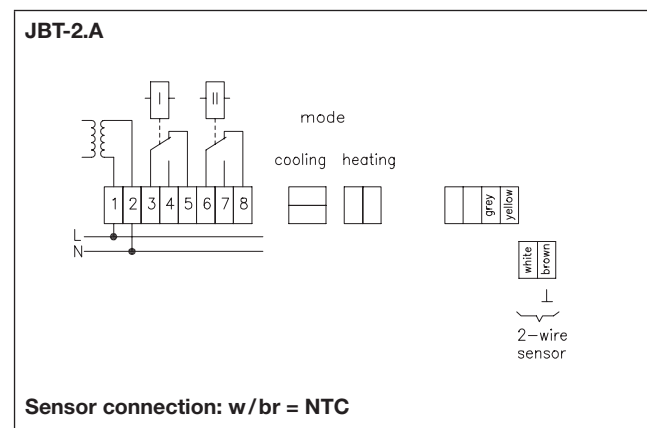 JBT-2.A
I II
mode
cooling heating
1 2 3 4 5 6 7 8
grey yellow
L
N
white brown
2-wire
sensor
Sensor connection: w/br = NTC